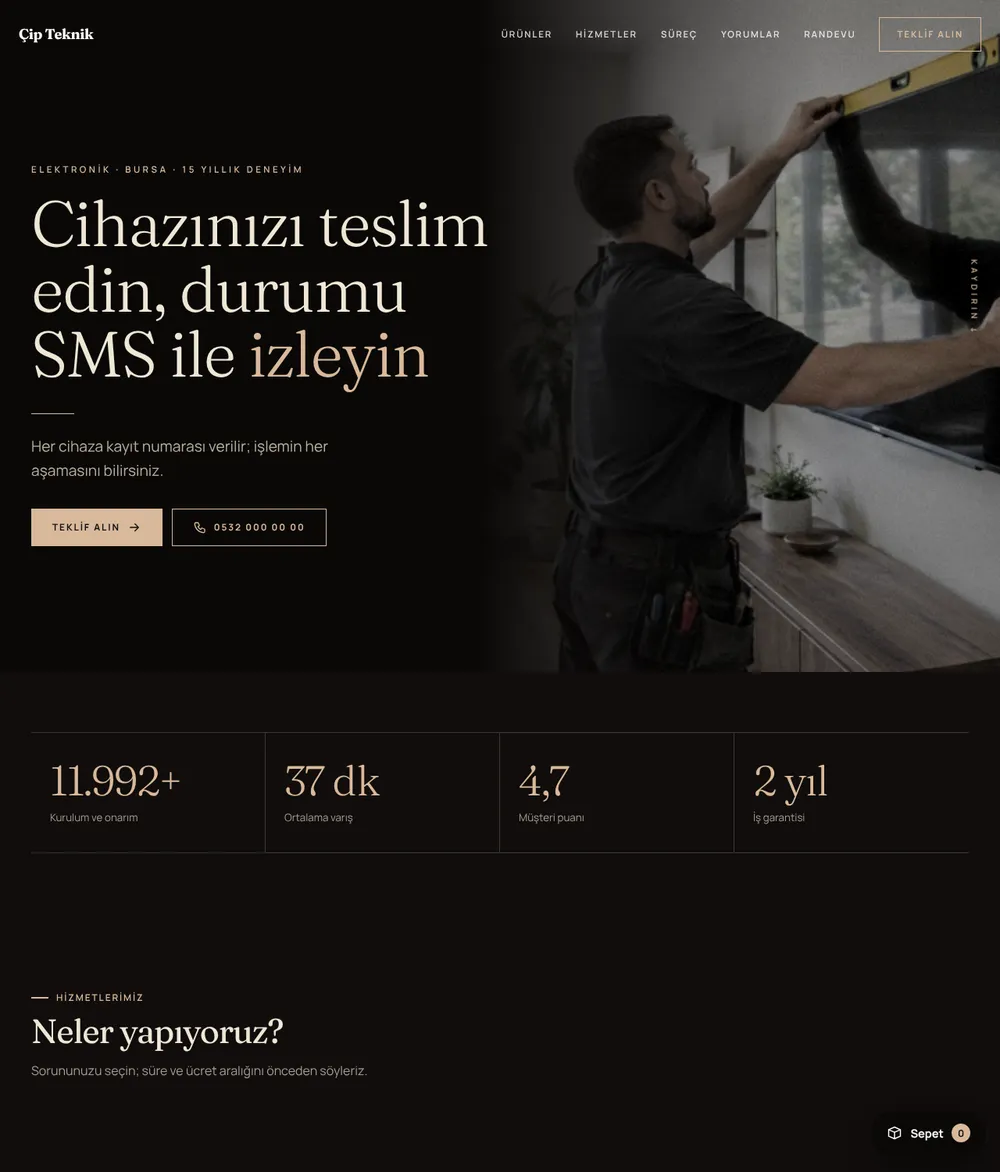 Çip Teknik
ÜRÜNLER
HİZMETLER
SÜREÇ
YORUMLAR
RANDEVU
TEKLİF ALIN
ELEKTRONİK · BURSA · 15 YILLIK DENEYİM
Cihazınızı teslim
edin, durumu
SMS ile izleyin
KAYDIRIN
Her cihaza kayıt numarası verilir; işlemin her
aşamasını bilirsiniz.
TEKLİF ALIN →
0532 000 00 00
11.992+
Kurulum ve onarım
37 dk
Ortalama varış
4,7
Müşteri puanı
2 yıl
İş garantisi
HİZMETLERİMİZ
Neler yapıyoruz?
Sorununuzu seçin; süre ve ücret aralığını önceden söyleriz.
Sepet 0